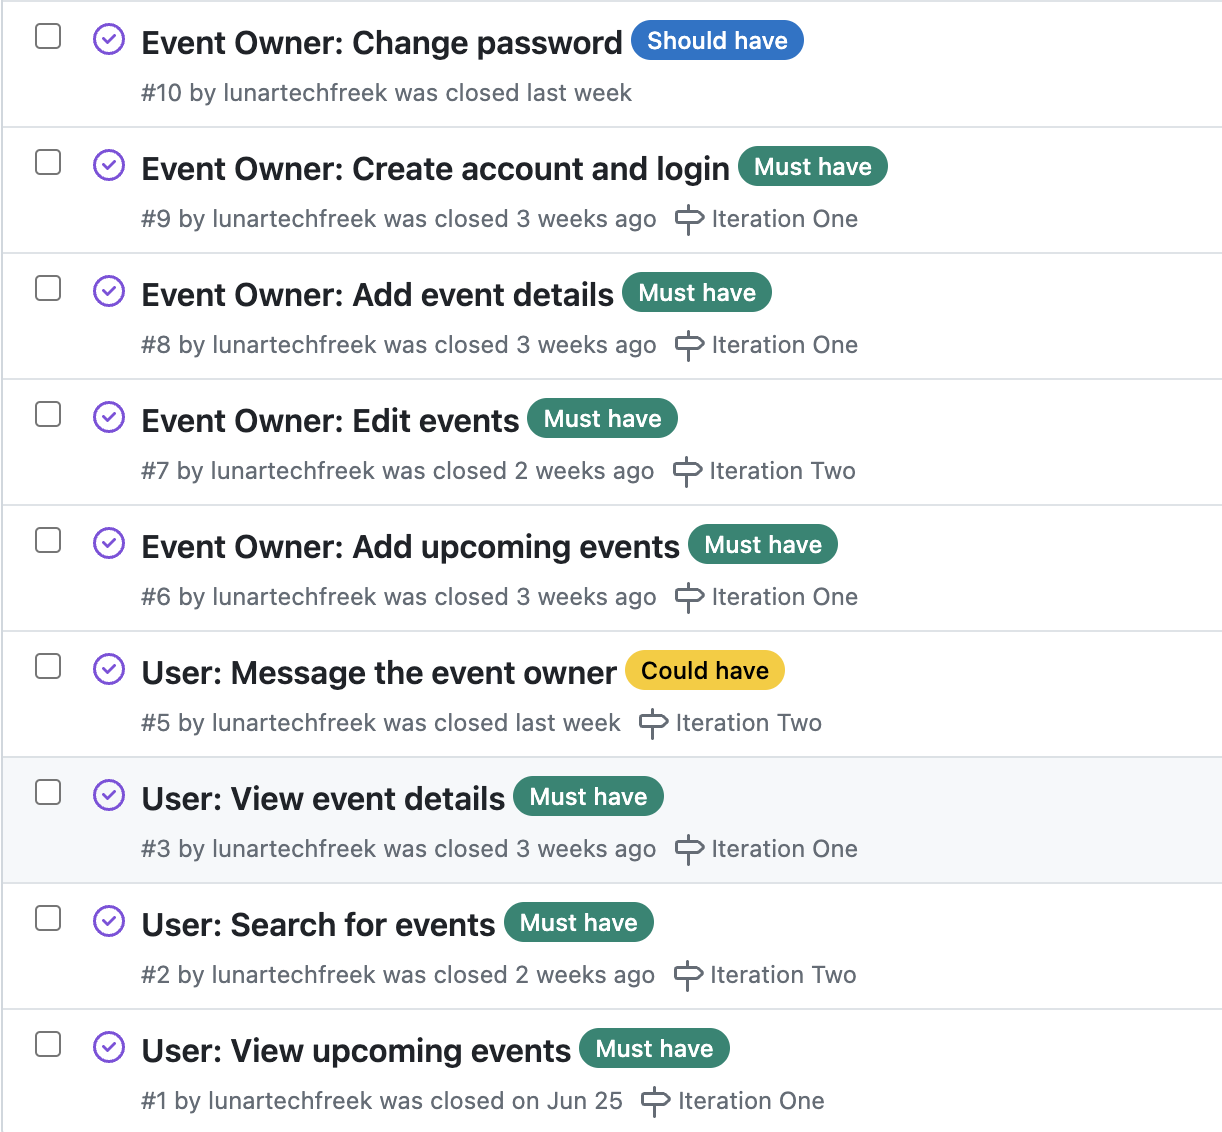 Event Owner: Change password Should have
#10 by lunartechfreek was closed last week
Event Owner: Create account and login Must have
#9 by lunartechfreek was closed 3 weeks ago Iteration One
Event Owner: Add event details Must have
#8 by lunartechfreek was closed 3 weeks ago Iteration One
Event Owner: Edit events Must have
#7 by lunartechfreek was closed 2 weeks ago Iteration Two
Event Owner: Add upcoming events Must have
#6 by lunartechfreek was closed 3 weeks ago Iteration One
User: Message the event owner Could have
#5 by lunartechfreek was closed last week Iteration Two
User: View event details Must have
#3 by lunartechfreek was closed 3 weeks ago Iteration One
User: Search for events Must have
#2 by lunartechfreek was closed 2 weeks ago Iteration Two
User: View upcoming events Must have
#1 by lunartechfreek was closed on Jun 25 Iteration One